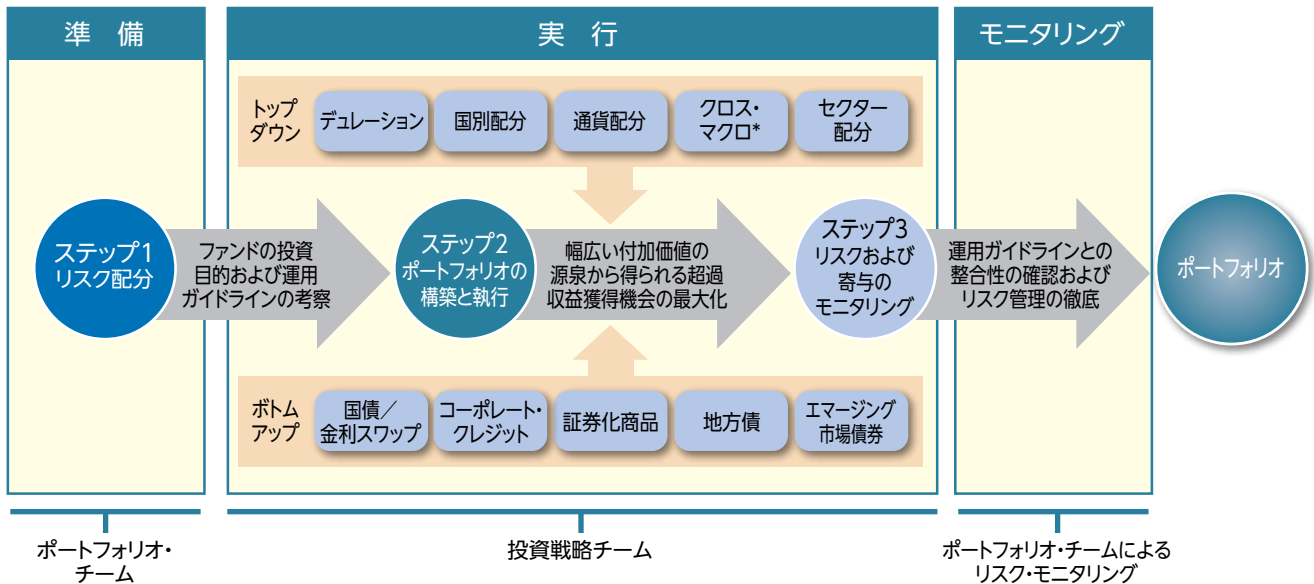 準 備
実 行
モニタリング
トップ
ダウン
デュレーション
国別配分
通貨配分
クロス・
マクロ*
セクター
配分
ステップ1
リスク配分
ファンドの投資
目的および運用
ガイドラインの考察
ステップ2
ポートフォリオの
構築と執行
幅広い付加価値の
源泉から得られる超過
収益獲得機会の最大化
ステップ3
リスクおよび
寄与の
モニタリング
運用ガイドラインとの
整合性の確認および
リスク管理の徹底
ポートフォリオ
ボトム
アップ
国債／
金利スワップ
コーポレート・
クレジット
証券化商品
地方債
エマージング
市場債券
ポートフォリオ・
チーム
投資戦略チーム
ポートフォリオ・チームによる
リスク・モニタリング